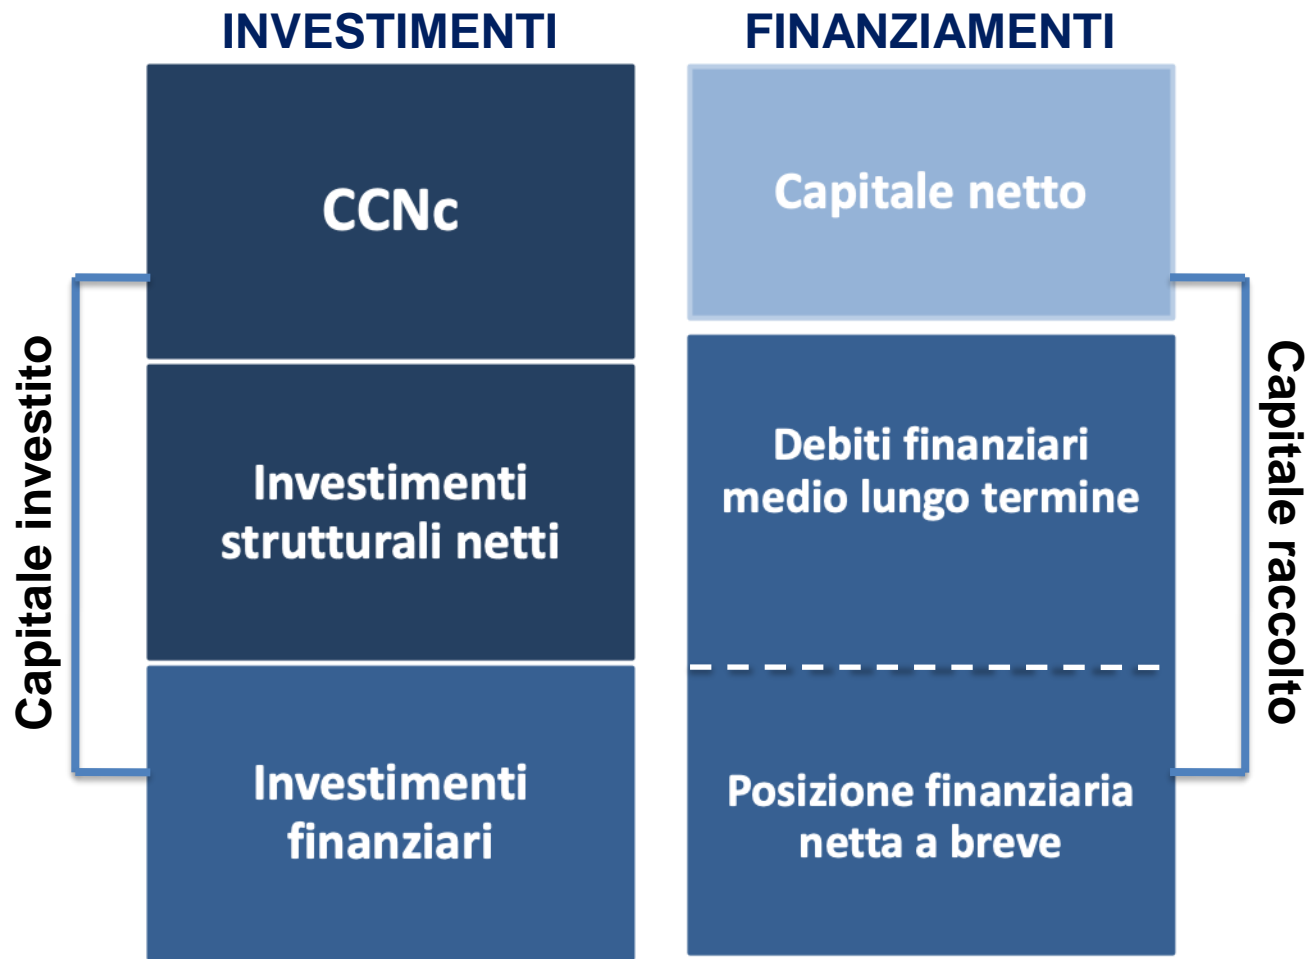 INVESTIMENTI
FINANZIAMENTI
CCNc
Capitale netto
Capitale investito
Investimenti
strutturali netti
Debiti finanziari
medio lungo termine
Capitale raccolto
Investimenti
finanziari
Posizione finanziaria
netta a breve